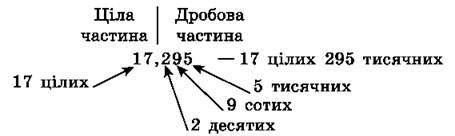 Ціла Дробова
частина частина
17,295 — 17 цілих 295 тисячних
17 цілих
5 тисячних
9 сотих
2 десятих